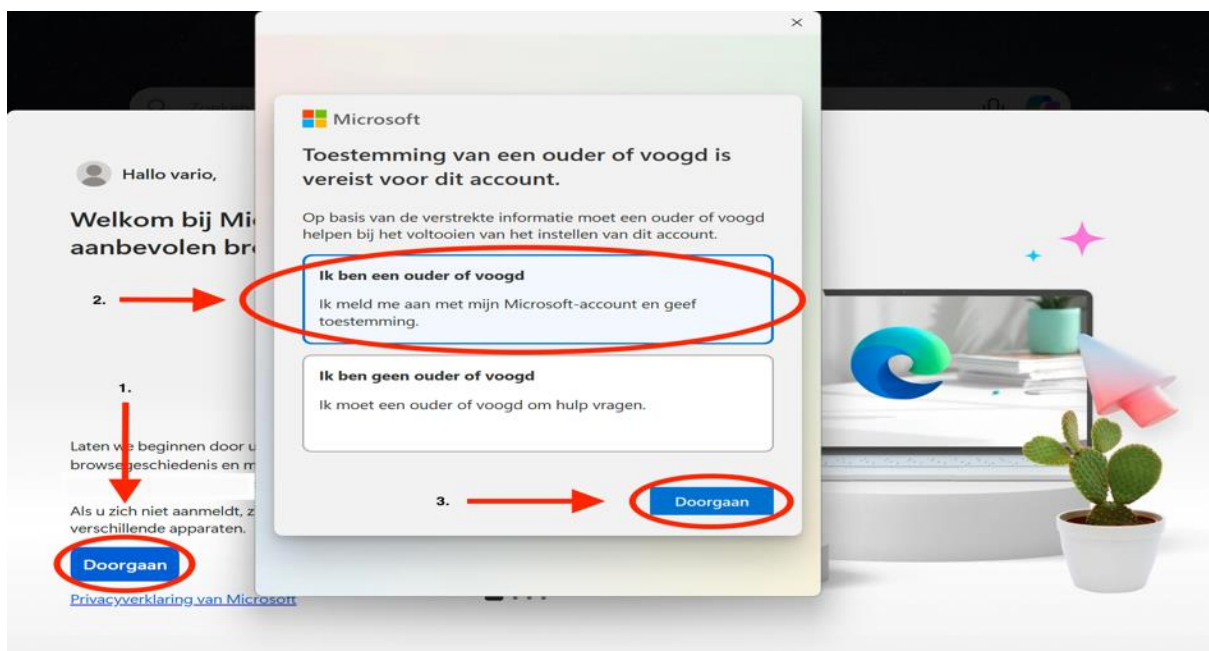 Microsoft
Toestemming van een ouder of voogd is
vereist voor dit account.
Op basis van de verstrekte informatie moet een ouder of voogd
helpen bij het voltooien van het instellen van dit account.
Ik ben een ouder of voogd
Ik meld me aan met mijn Microsoft-account en geef
toestemming.
Ik ben geen ouder of voogd
Ik moet een ouder of voogd om hulp vragen.
3.
Doorgaan
Hallo vario,
Welkom bij Mi
aanbevolen br
2.
1.
Laten we beginnen door u
browsegeschiedenis en m
Als u zich niet aanmeldt, z
verschillende apparaten.
Doorgaan
Privacyverklaring van Microsoft